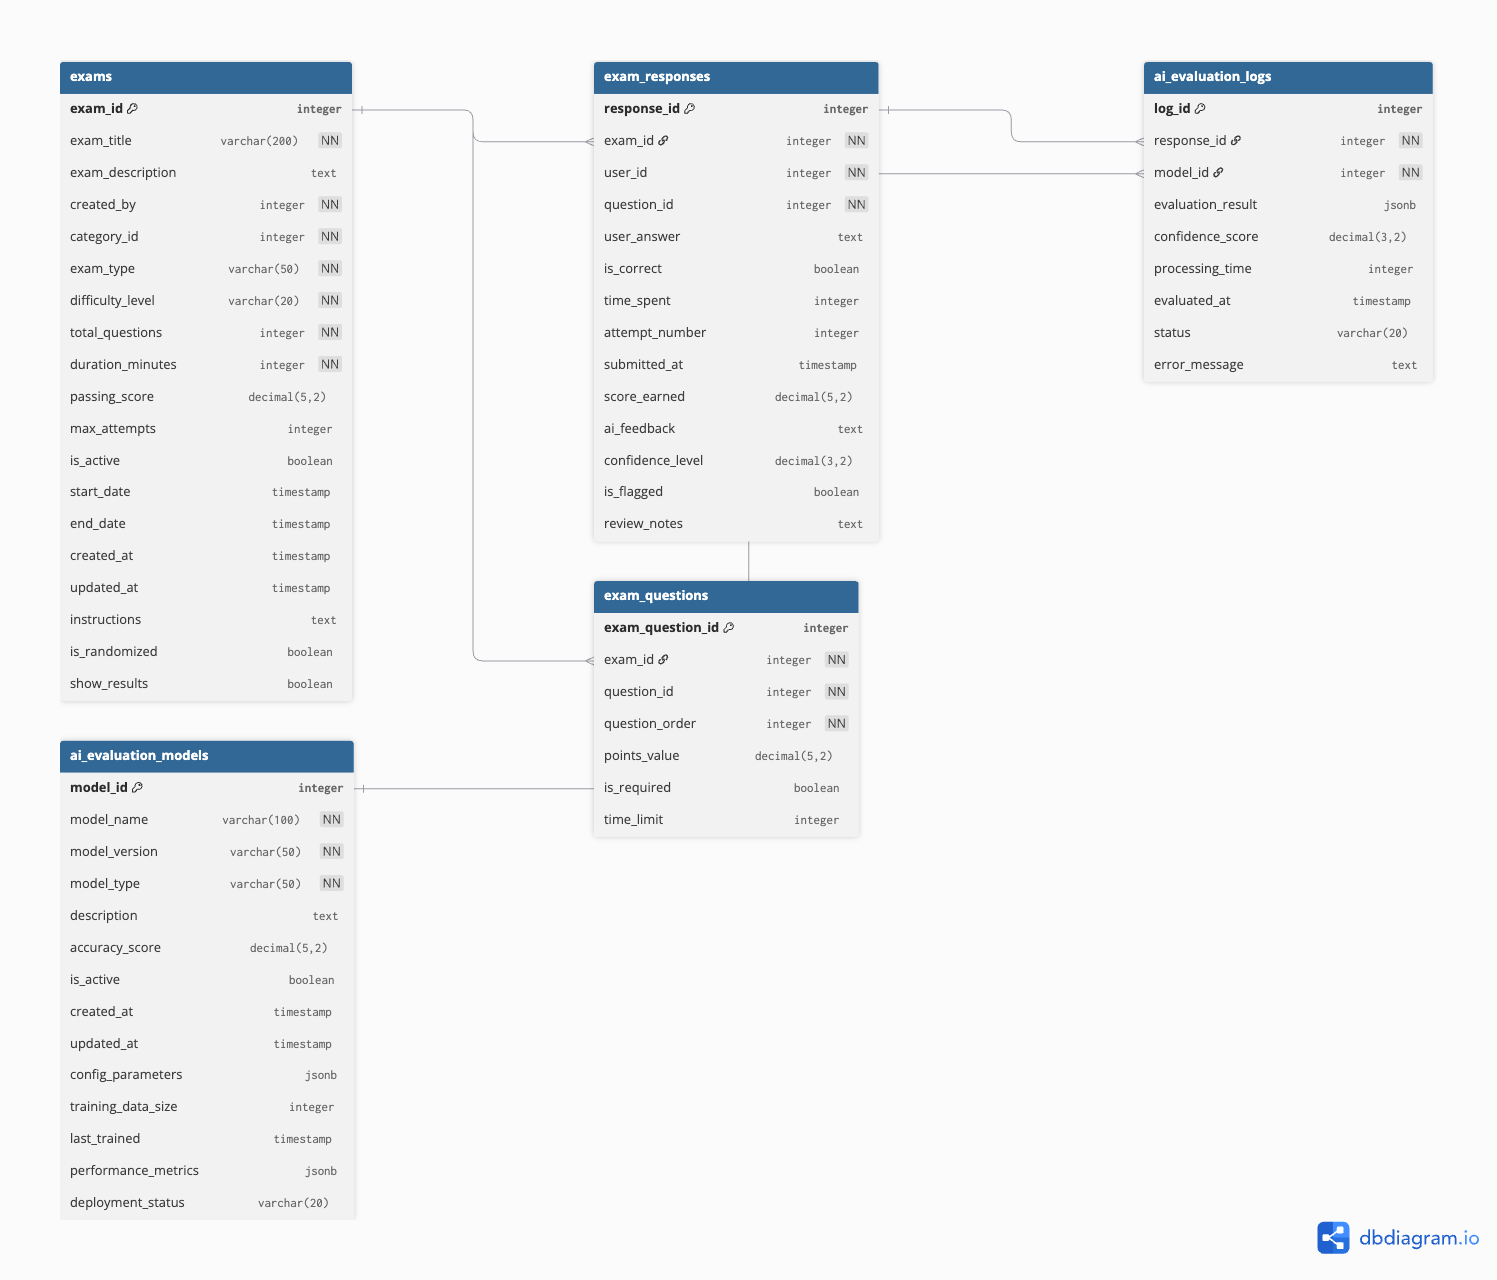 exams
exam_id integer
exam_title varchar(200) NN
exam_description text
created_by integer NN
category_id integer NN
exam_type varchar(50) NN
difficulty_level varchar(20) NN
total_questions integer NN
duration_minutes integer NN
passing_score decimal(5,2)
max_attempts integer
is_active boolean
start_date timestamp
end_date timestamp
created_at timestamp
updated_at timestamp
instructions text
is_randomized boolean
show_results boolean
exam_responses
response_id integer
exam_id integer NN
user_id integer NN
question_id integer NN
user_answer text
is_correct boolean
time_spent integer
attempt_number integer
submitted_at timestamp
score_earned decimal(5,2)
ai_feedback text
confidence_level decimal(3,2)
is_flagged boolean
review_notes text
ai_evaluation_logs
log_id integer
response_id integer NN
model_id integer NN
evaluation_result jsonb
confidence_score decimal(3,2)
processing_time integer
evaluated_at timestamp
status varchar(20)
error_message text
exam_questions
exam_question_id integer
exam_id integer NN
question_id integer NN
question_order integer NN
points_value decimal(5,2)
is_required boolean
time_limit integer
ai_evaluation_models
model_id integer
model_name varchar(100) NN
model_version varchar(50) NN
model_type varchar(50) NN
description text
accuracy_score decimal(5,2)
is_active boolean
created_at timestamp
updated_at timestamp
config_parameters jsonb
training_data_size integer
last_trained timestamp
performance_metrics jsonb
deployment_status varchar(20)
dbdiagram.io